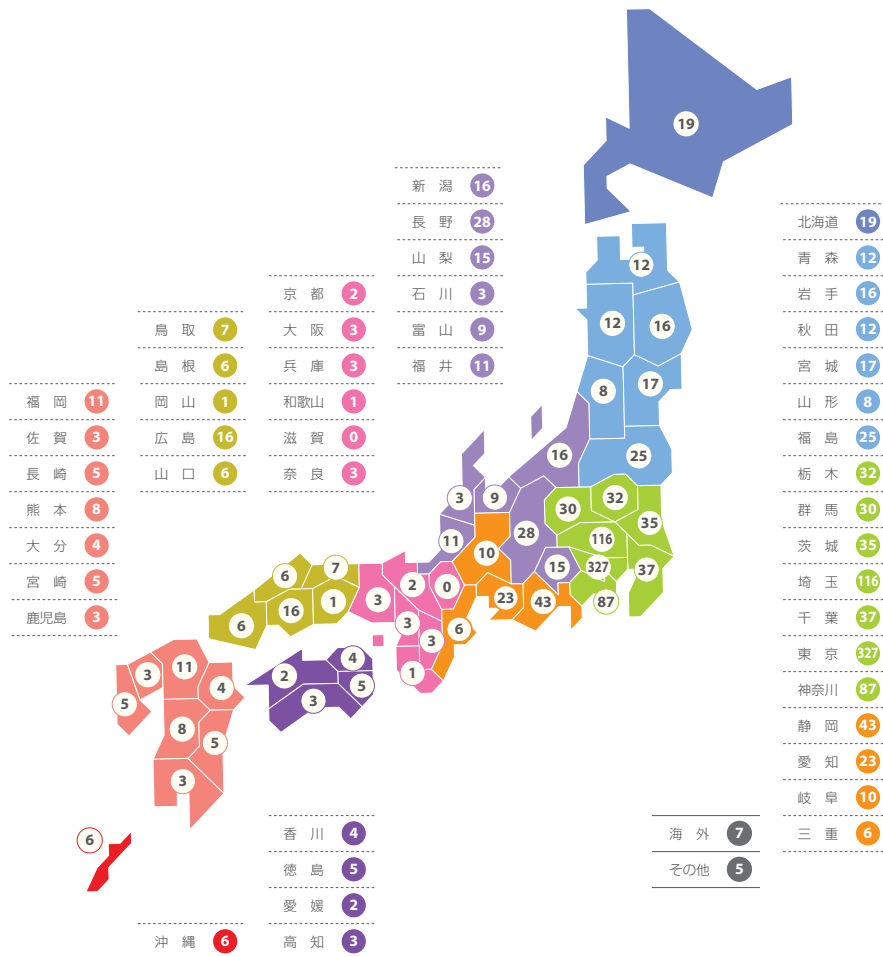 19
新潟 16
長野 28
山梨 15
石川 3
富山 9
福井 11
京都 2
大阪 3
兵庫 3
和歌山 1
滋賀 0
奈良 3
鳥取 7
島根 6
岡山 1
広島 16
山口 6
福岡 11
佐賀 3
長崎 5
熊本 8
大分 4
宮崎 5
鹿児島 3
北海道 19
青森 12
岩手 16
秋田 12
宮城 17
山形 8
福島 25
栃木 32
群馬 30
茨城 35
埼玉 116
千葉 37
東京 327
神奈川 87
静岡 43
愛知 23
岐阜 10
三重 6
12
12
16
8
17
16
25
32
30
35
3
9
28
116
11
10
15
327
37
6
7
2
0
23
43
87
16
1
3
6
3
3
6
1
4
2
5
3
11
3
4
5
8
5
3
6
香川 4
徳島 5
愛媛 2
高知 3
沖縄 6
海外 7
その他 5